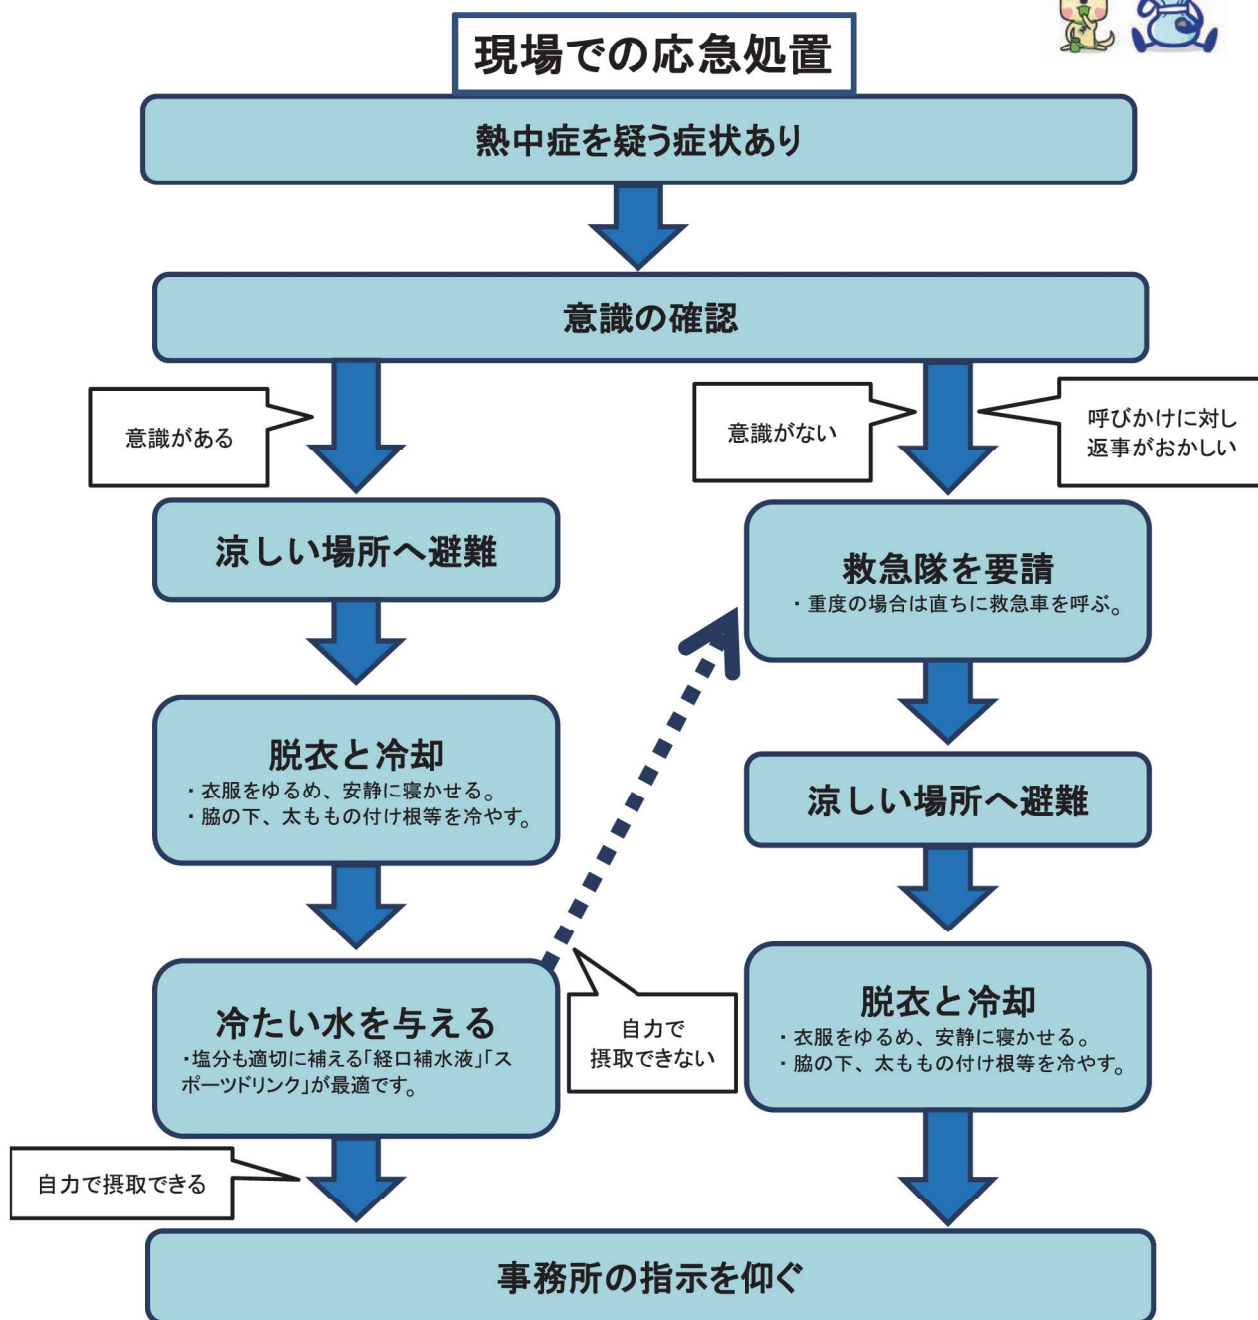 現場での応急処置
熱中症を疑う症状あり
意識の確認
意識がある
意識がない
呼びかけに対し
返事がおかしい
涼しい場所へ避難
救急隊を要請
・重度の場合は直ちに救急車を呼ぶ。
脱衣と冷却
・衣服をゆるめ、安静に寝かせる。
・脇の下、太ももの付け根等を冷やす。
涼しい場所へ避難
冷たい水を与える
・塩分も適切に補える「経口補水液」「ス
ポーツドリンク」が最適です。
自力で
摂取できない
脱衣と冷却
・衣服をゆるめ、安静に寝かせる。
・脇の下、太ももの付け根等を冷やす。
自力で摂取できる
事務所の指示を仰ぐ